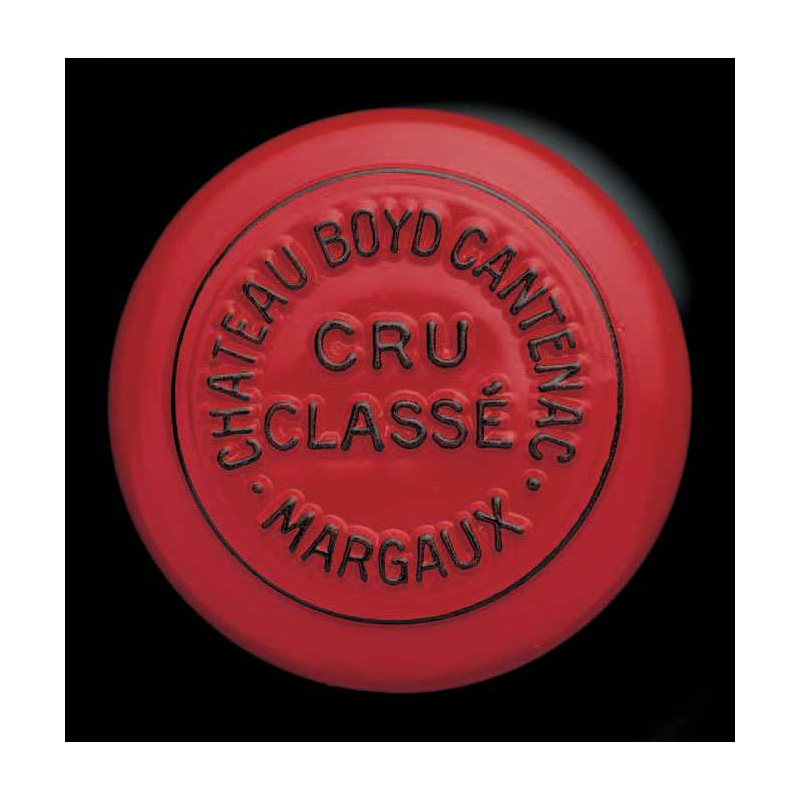 CHATEAU BOYD CANTENAC
CRU
CLASSÉ
· MARGAUX ·